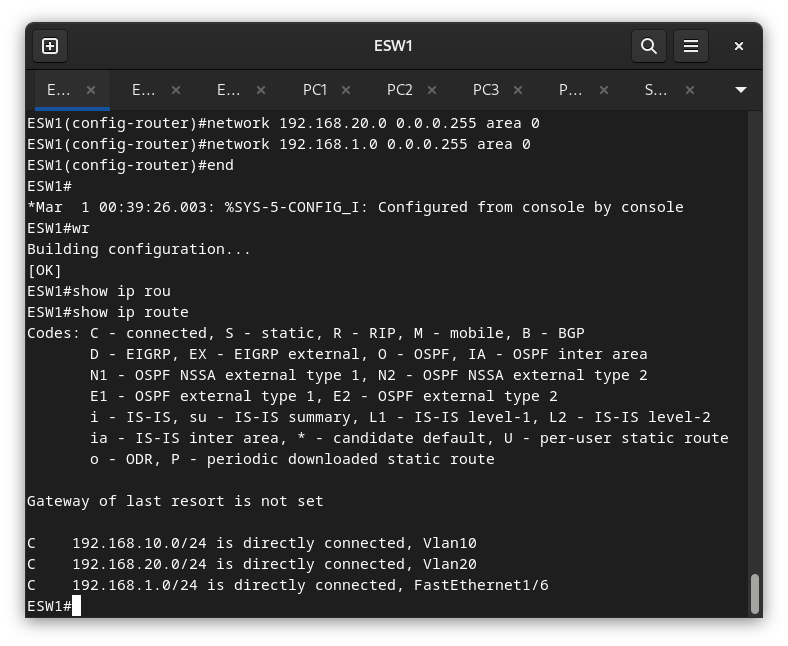 ESW1
E... E... E... PC1 PC2 PC3 P... S...
ESW1(config-router)#network 192.168.20.0 0.0.0.255 area 0
ESW1(config-router)#network 192.168.1.0 0.0.0.255 area 0
ESW1(config-router)#end
ESW1#
*Mar  1 00:39:26.003: %SYS-5-CONFIG_I: Configured from console by console
ESW1#wr
Building configuration...
[OK]
ESW1#show ip rou
ESW1#show ip route
Codes: C - connected, S - static, R - RIP, M - mobile, B - BGP
       D - EIGRP, EX - EIGRP external, O - OSPF, IA - OSPF inter area
       N1 - OSPF NSSA external type 1, N2 - OSPF NSSA external type 2
       E1 - OSPF external type 1, E2 - OSPF external type 2
       i - IS-IS, su - IS-IS summary, L1 - IS-IS level-1, L2 - IS-IS level-2
       ia - IS-IS inter area, * - candidate default, U - per-user static route
       o - ODR, P - periodic downloaded static route

Gateway of last resort is not set

C    192.168.10.0/24 is directly connected, Vlan10
C    192.168.20.0/24 is directly connected, Vlan20
C    192.168.1.0/24 is directly connected, FastEthernet1/6
ESW1#